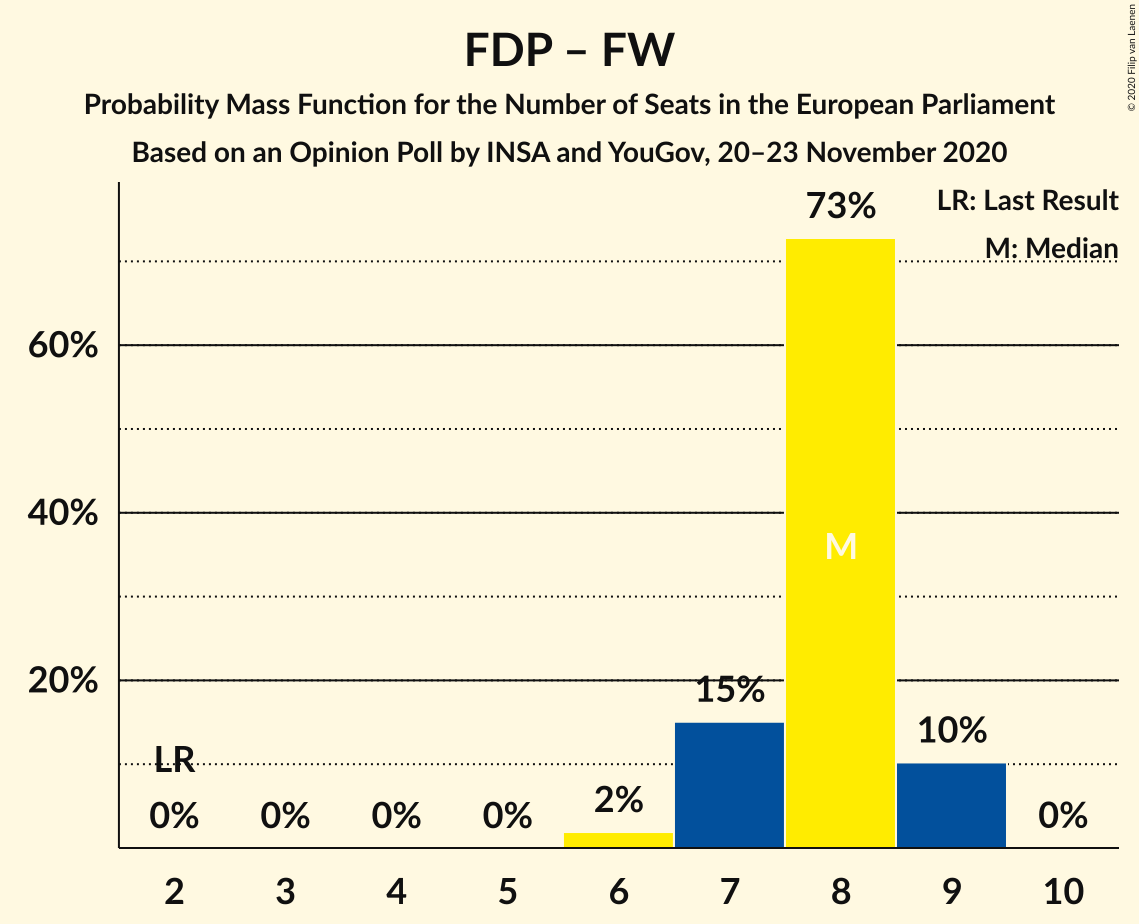 FDP – FW
Probability Mass Function for the Number of Seats in the European Parliament
Based on an Opinion Poll by INSA and YouGov, 20–23 November 2020
© 2020 Filip van Laenen
LR: Last Result
M: Median
73%
60%
40%
M
20%
15%
10%
LR
0%
0%
0%
0%
2%
0%
2
3
4
5
6
7
8
9
10